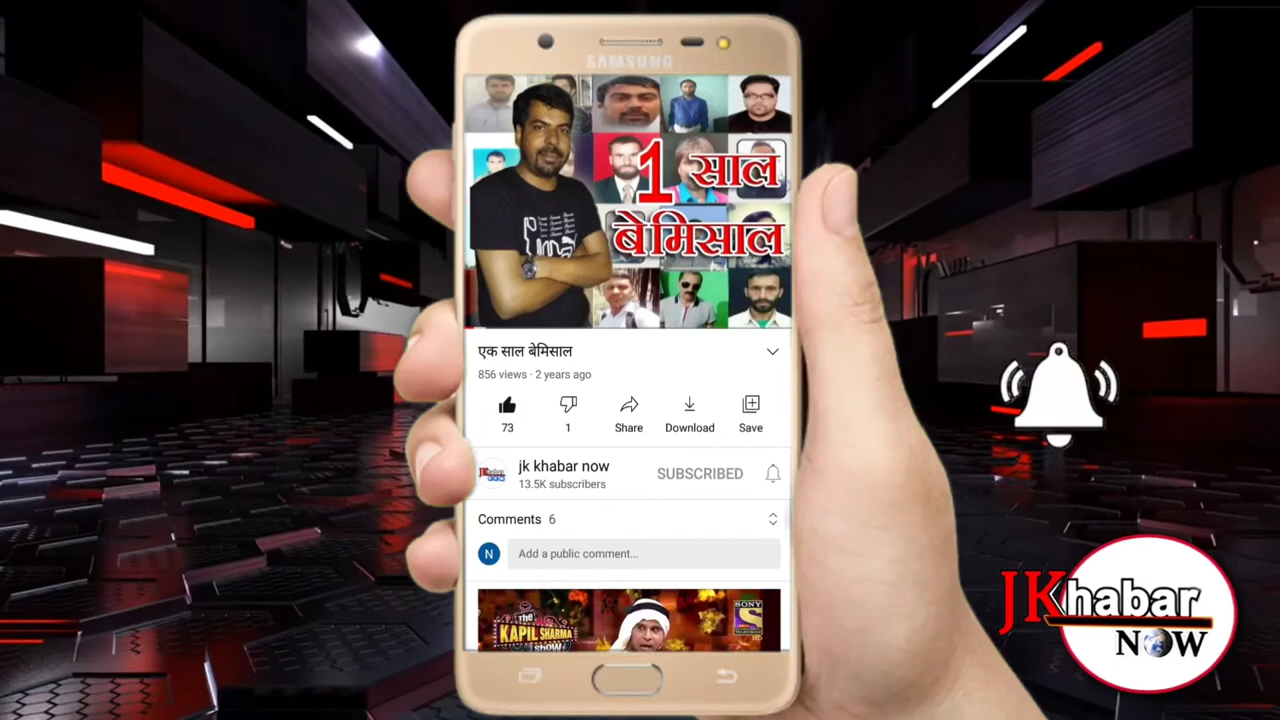 SAMSUNG
1 साल
बेमिसाल
एक साल बेमिसाल
856 views · 2 years ago
73
1
Share
Download
Save
jk khabar now
13.5K subscribers
SUBSCRIBED
Comments 6
N
Add a public comment...
The
KAPIL SHARMA
SHOW
SONY
HD
JKhabar
NOW